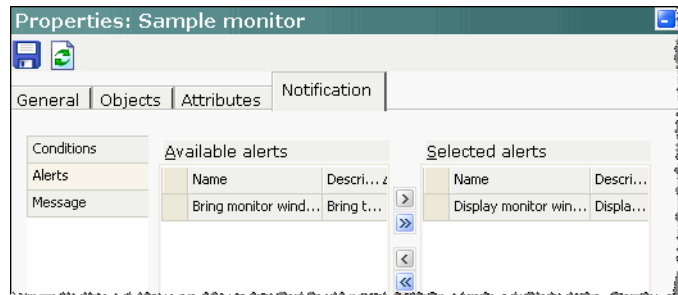 Properties: Sample monitor
General Objects Attributes Notification
Conditions
Alerts
Message
Available alerts
Name Descri...
Bring monitor wind... Bring t...
Selected alerts
Name Descri...
Display monitor win... Displa...